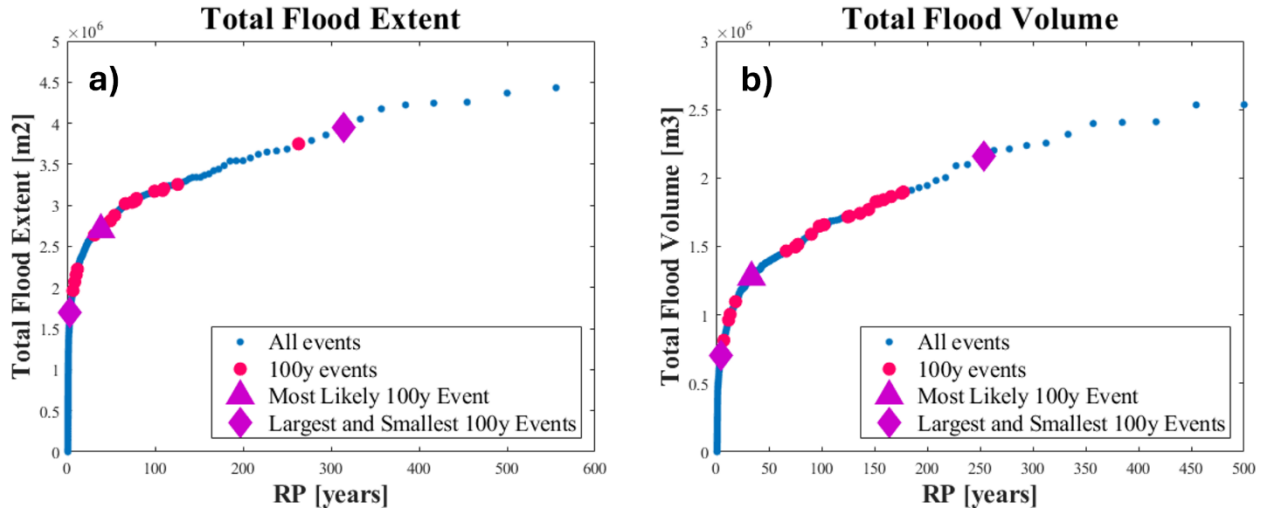 Total Flood Extent
×10⁶
a)
5
4.5
4
3.5
3
2.5
2
1.5
1
0.5
0
Total Flood Extent [m2]
0 100 200 300 400 500 600
RP [years]
All events
100y events
Most Likely 100y Event
Largest and Smallest 100y Events
Total Flood Volume
×10⁶
b)
3
2.5
2
1.5
1
0.5
0
Total Flood Volume [m3]
0 50 100 150 200 250 300 350 400 450 500
RP [years]
All events
100y events
Most Likely 100y Event
Largest and Smallest 100y Events